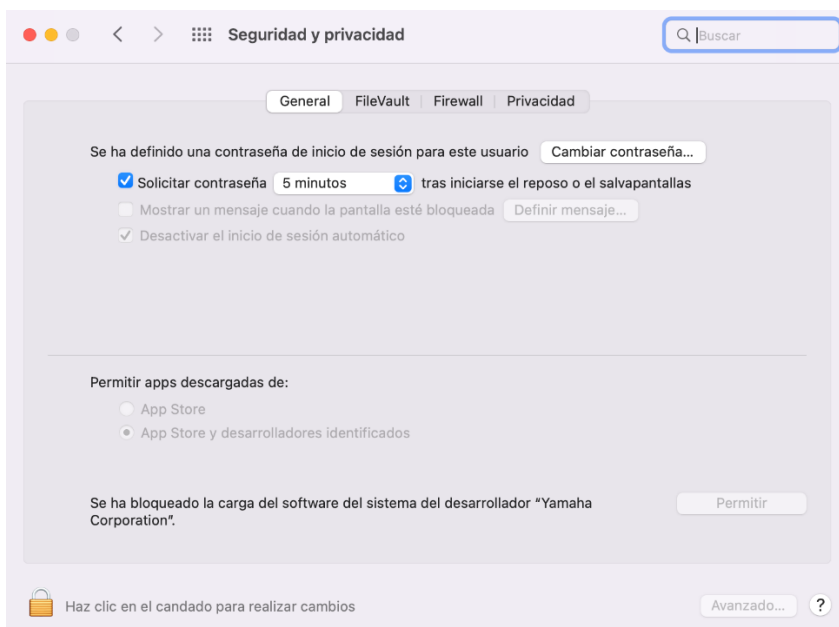 Seguridad y privacidad
Buscar
General FileVault Firewall Privacidad
Se ha definido una contraseña de inicio de sesión para este usuario Cambiar contraseña...
Solicitar contraseña 5 minutos tras iniciarse el reposo o el salvapantallas
Mostrar un mensaje cuando la pantalla esté bloqueada Definir mensaje...
Desactivar el inicio de sesión automático
Permitir apps descargadas de:
App Store
App Store y desarrolladores identificados
Se ha bloqueado la carga del software del sistema del desarrollador “Yamaha
Corporation”.
Permitir
Haz clic en el candado para realizar cambios
Avanzado... ?